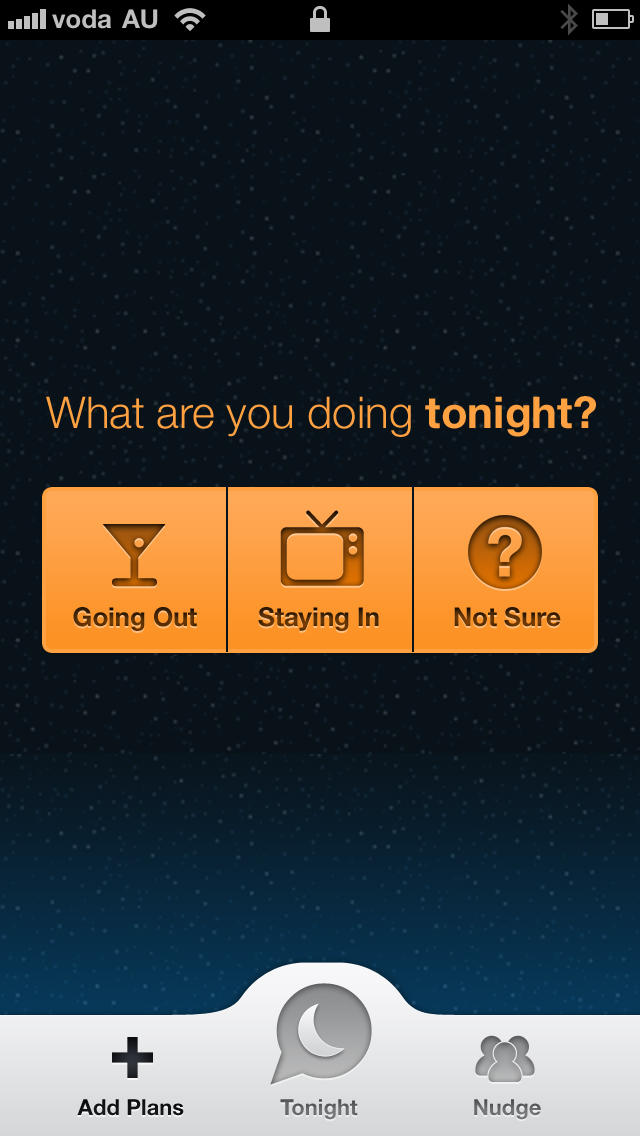 voda AU
What are you doing tonight?
Going Out Staying In Not Sure
Add Plans Tonight Nudge